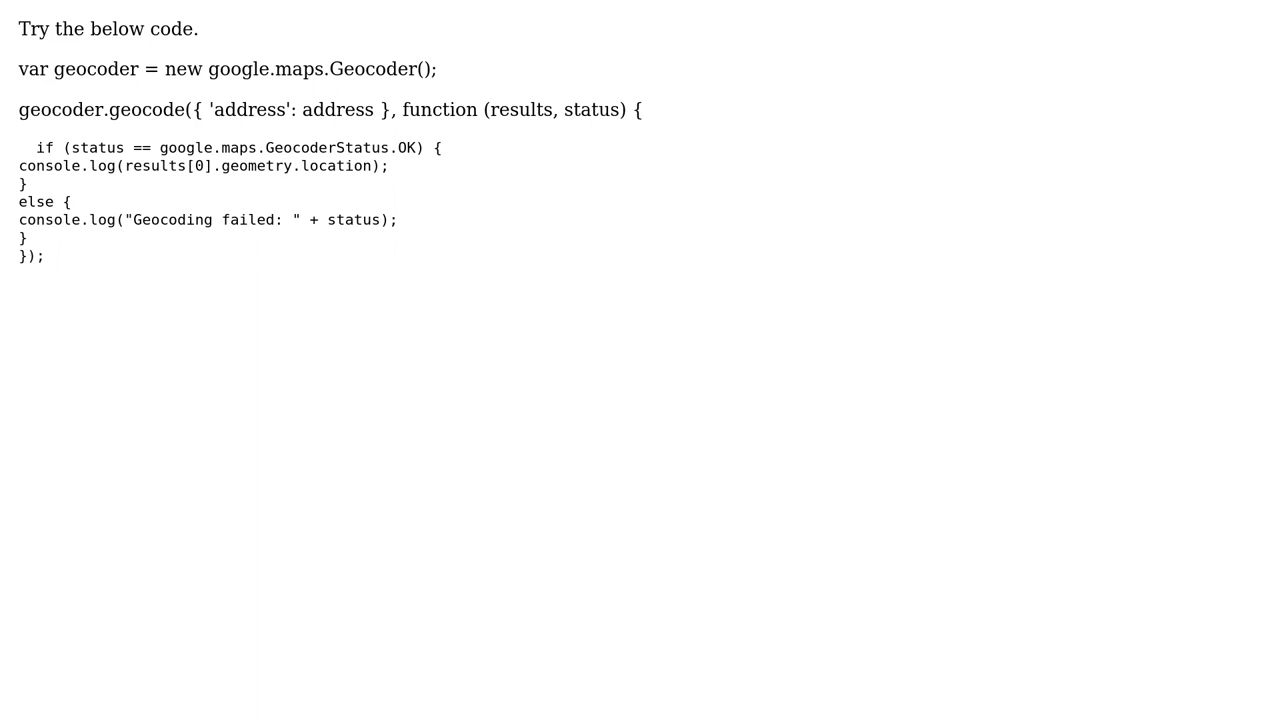 Try the below code.
var geocoder = new google.maps.Geocoder();
geocoder.geocode({ 'address': address }, function (results, status) {
  if (status == google.maps.GeocoderStatus.OK) {
console.log(results[0].geometry.location);
}
else {
console.log("Geocoding failed: " + status);
}
});